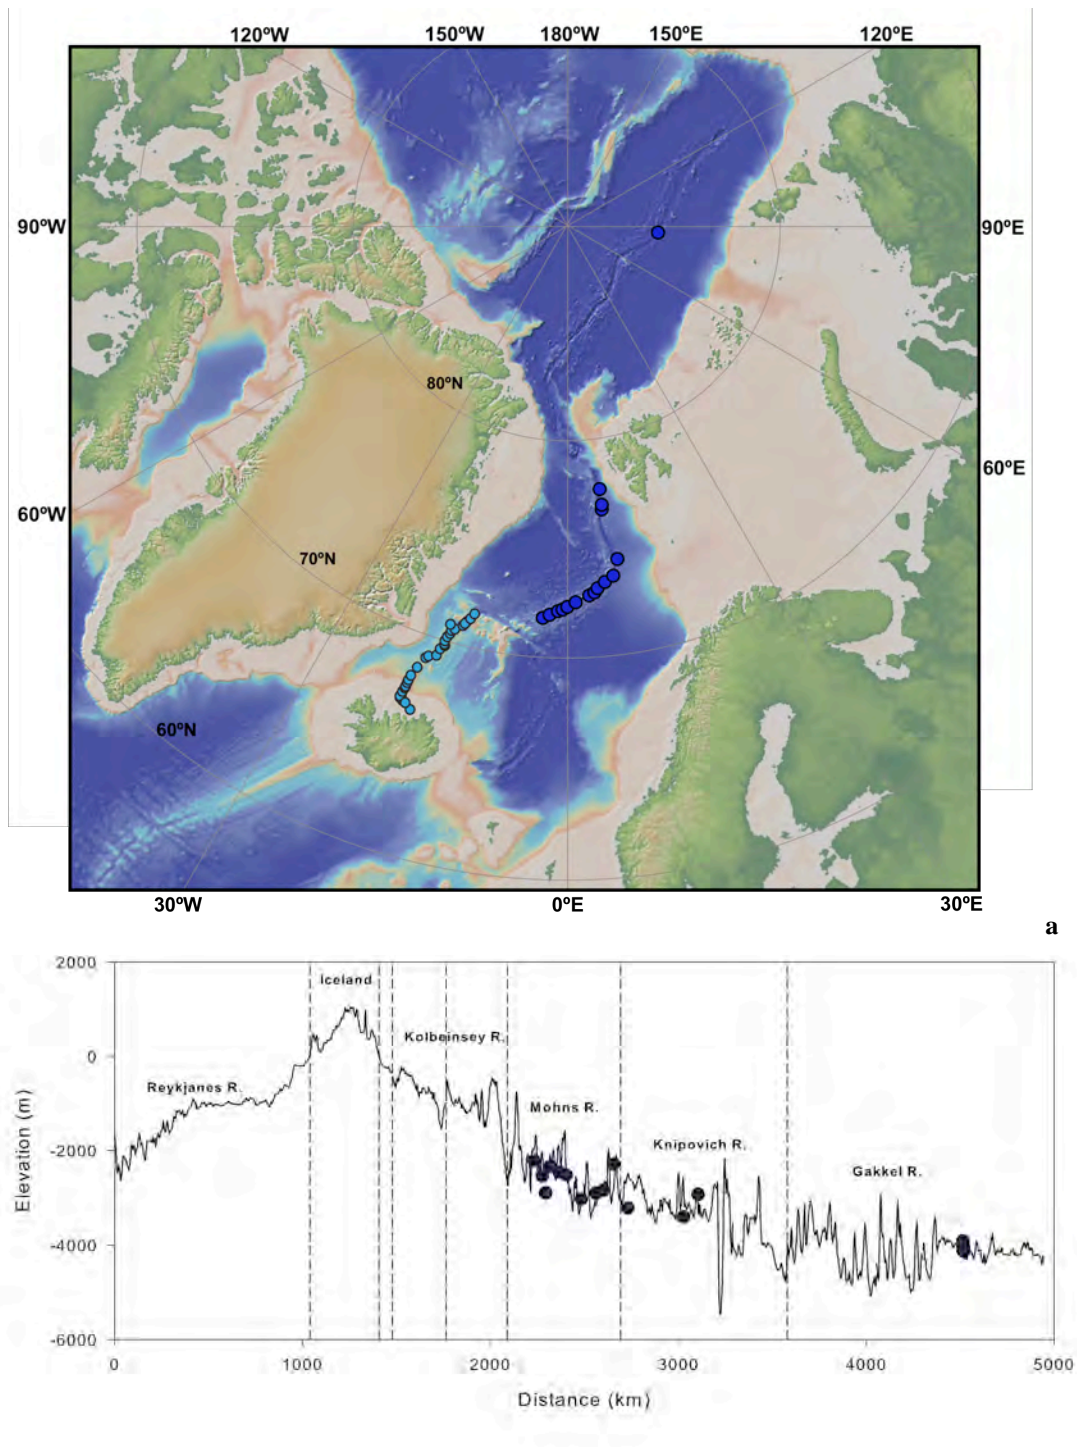 120ºW 150ºW 180ºW 150ºE 120ºE
90ºW 90ºE
80ºN
60ºE
60ºW
70ºN
60ºN
30ºW 0ºE 30ºE
a
2000
Iceland
Kolbeinsey R.
0
Reykjanes R.
Mohns R.
-2000
Knipovich R.
Gakkel R.
-4000
-6000
Elevation (m)
0 1000 2000 3000 4000 5000
Distance (km)